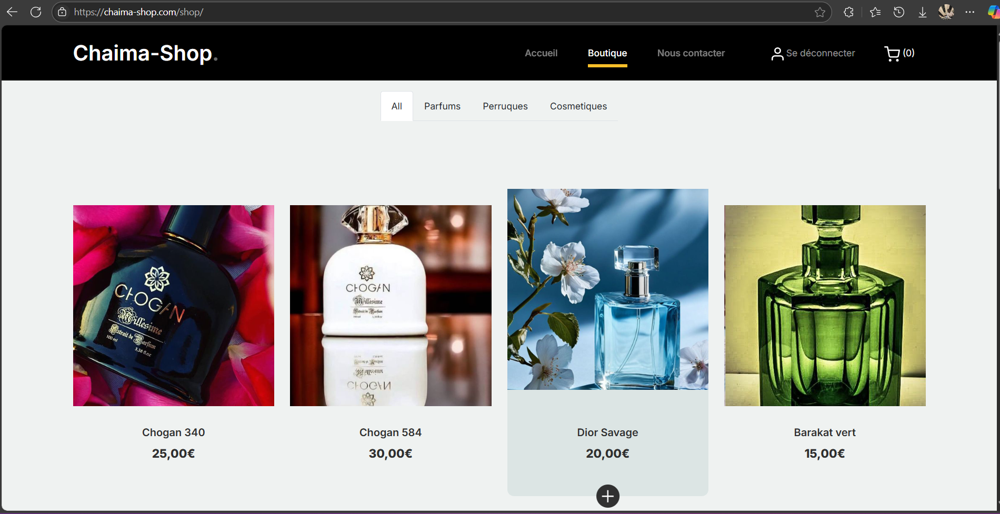 https://chaima-shop.com/shop/
Chaima-Shop.
Accueil
Boutique
Nous contacter
Se déconnecter
(0)
All
Parfums
Perruques
Cosmetiques
CHOGAN
Millesime
Extrait de Parfum
100 ml
3,38 fl.oz
CHOGAN
Millesime
Extrait de Parfum
Chogan 340
25,00€
Chogan 584
30,00€
Dior Savage
20,00€
Barakat vert
15,00€